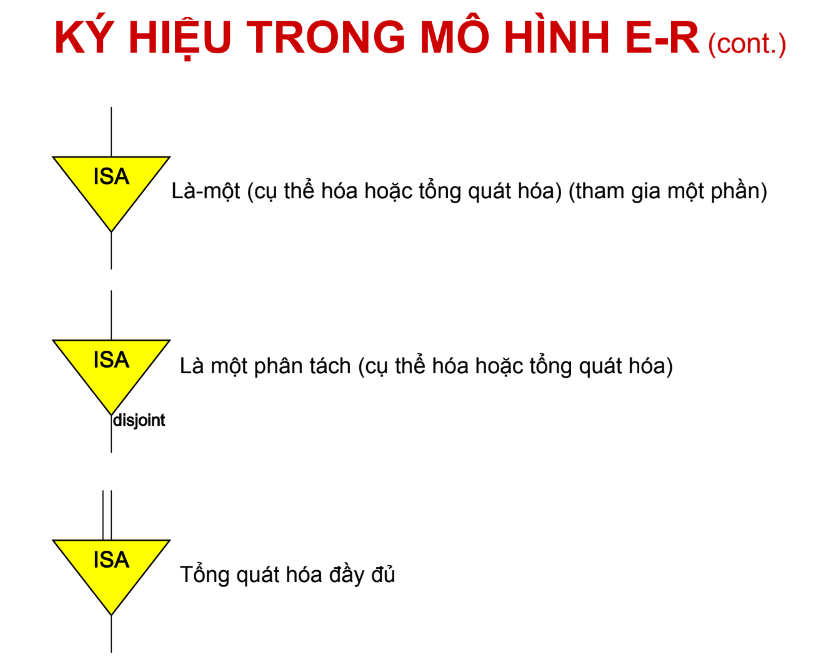 KÝ HIỆU TRONG MÔ HÌNH E-R (cont.)
ISA
Là-một (cụ thể hóa hoặc tổng quát hóa) (tham gia một phần)
ISA
Là một phân tách (cụ thể hóa hoặc tổng quát hóa)
disjoint
ISA
Tổng quát hóa đầy đủ